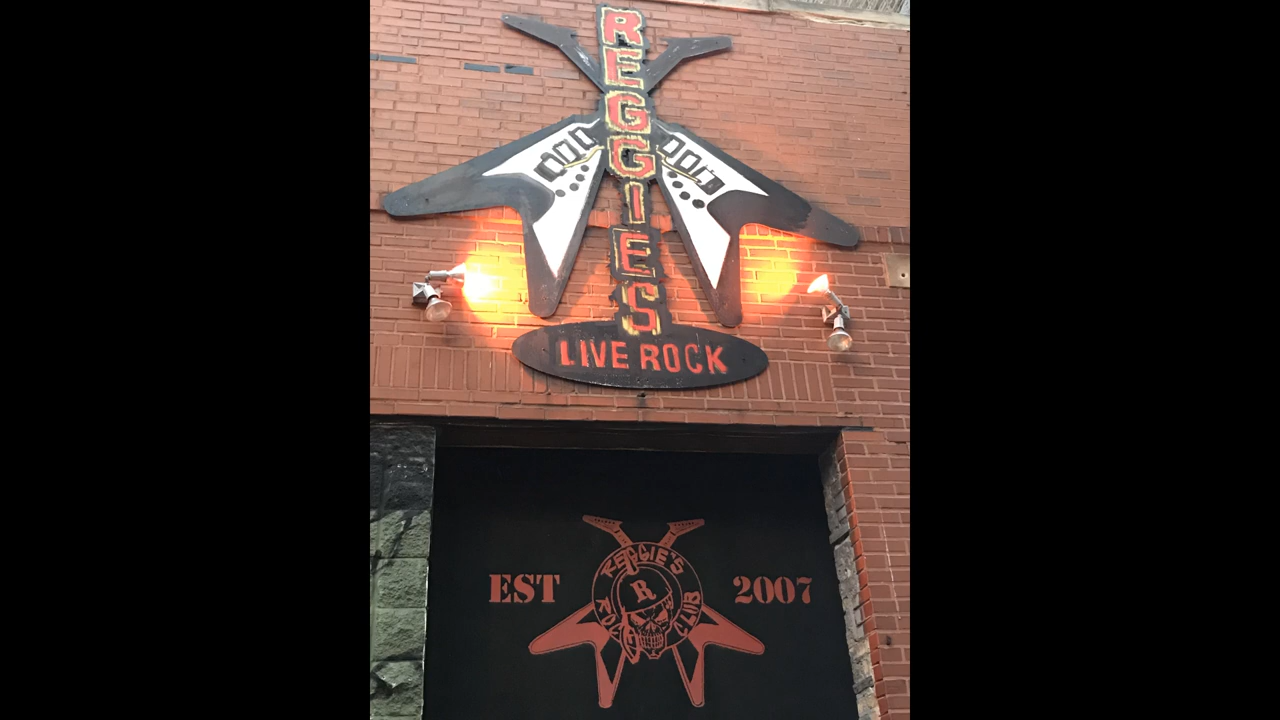 REGGIES
LIVE ROCK
REGGIE'S
EST
R
2007
ROCK CLUB